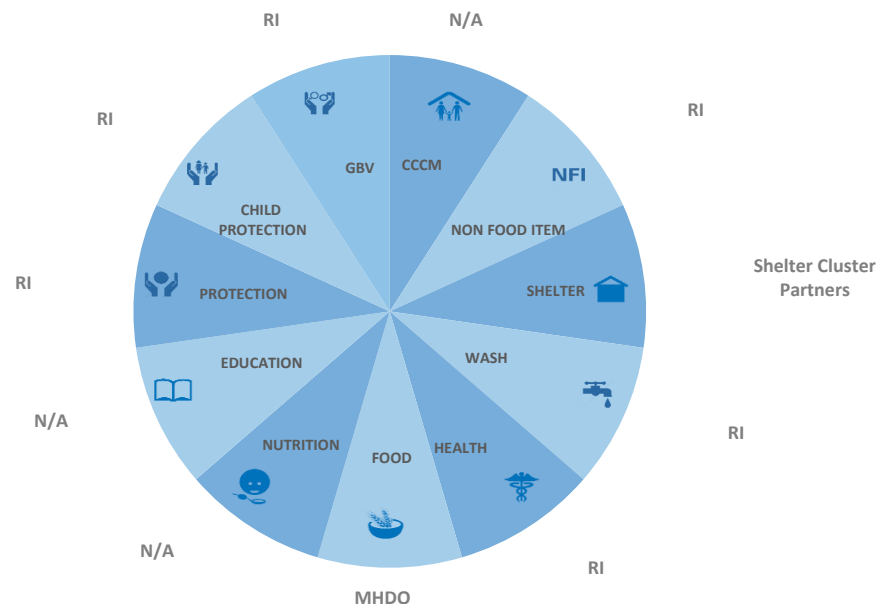 RI
N/A
RI
RI
GBV
CCCM
NFI
CHILD
PROTECTION
NON FOOD ITEM
Shelter Cluster
Partners
RI
PROTECTION
SHELTER
EDUCATION
WASH
N/A
RI
NUTRITION
FOOD
HEALTH
N/A
RI
MHDO